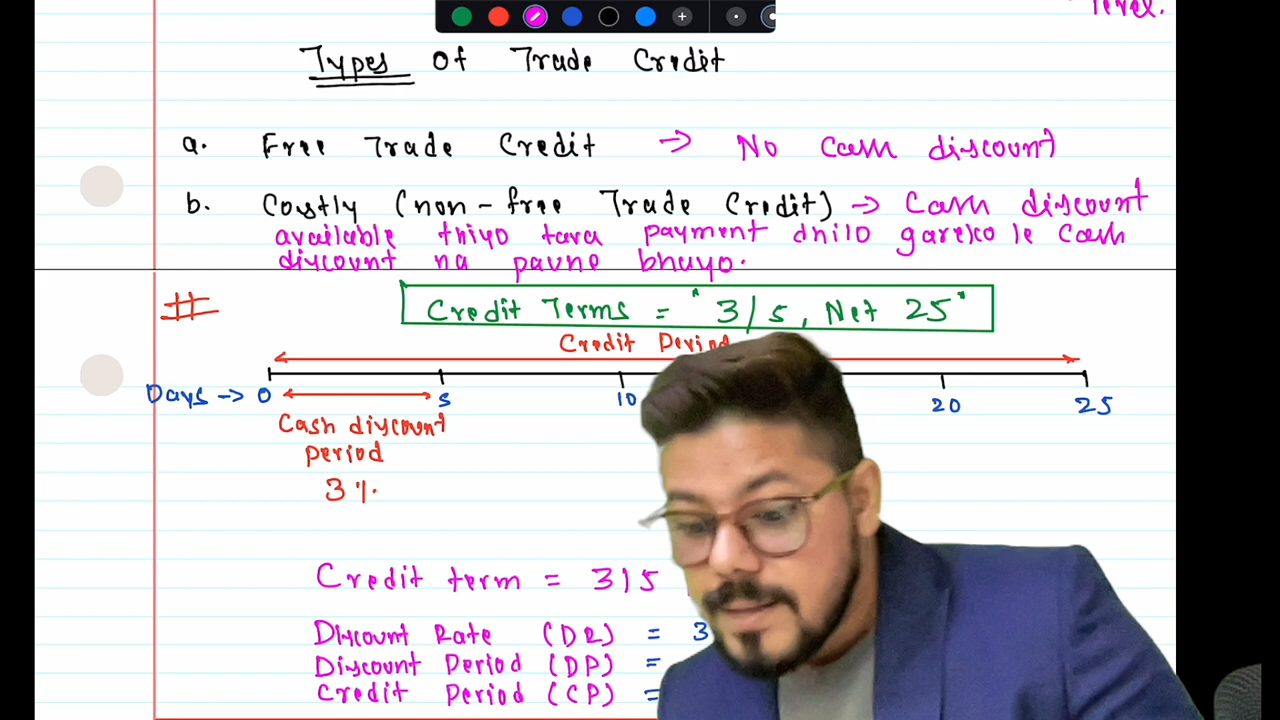 level.
Types of Trade Credit
a. Free Trade Credit → No Cash discount
b. Costly (non-free Trade Credit) → Cash discount
available thiyo tara payment dhilo gareko le Cash
discount na paune bhayo.
# Credit Terms = "3/5, Net 25"
Credit Period
Days → 0 5 10 20 25
Cash discount
period
3%
Credit term = 3/5
Discount Rate (DR) = 3
Discount Period (DP) =
Credit Period (CP) =